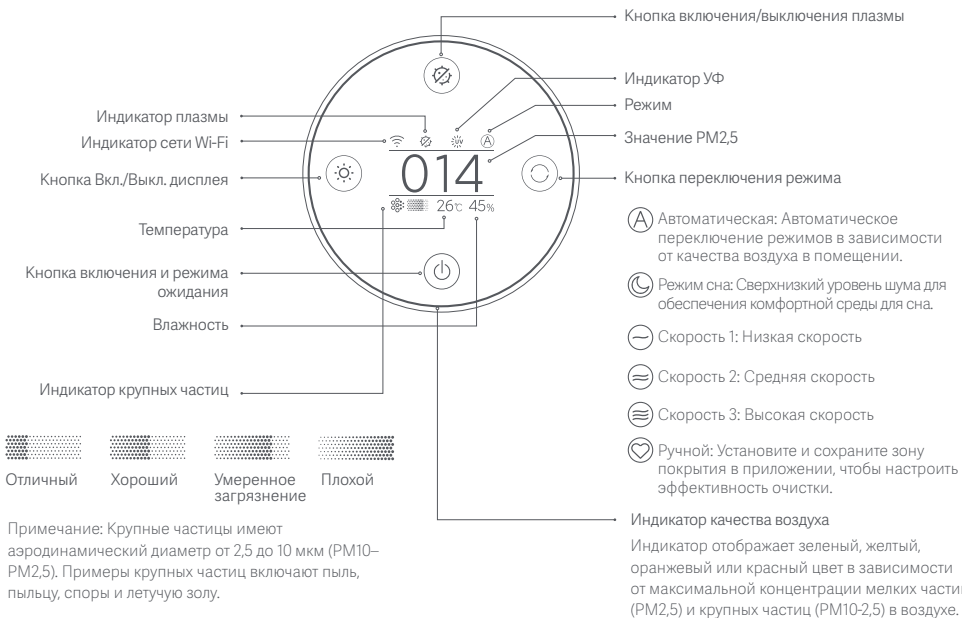 Кнопка включения/выключения плазмы
Индикатор УФ
Режим
Значение PM2,5
Кнопка переключения режима
Индикатор плазмы
Индикатор сети Wi-Fi
Кнопка Вкл./Выкл. дисплея
Температура
Кнопка включения и режима
ожидания
Влажность
Индикатор крупных частиц
UV
A
014
26℃ 45%
A Автоматическая: Автоматическое
переключение режимов в зависимости
от качества воздуха в помещении.
Режим сна: Сверхнизкий уровень шума для
обеспечения комфортной среды для сна.
Скорость 1: Низкая скорость
Скорость 2: Средняя скорость
Скорость 3: Высокая скорость
Ручной: Установите и сохраните зону
покрытия в приложении, чтобы настроить
эффективность очистки.
Отличный
Хороший
Умеренное
загрязнение
Плохой
Примечание: Крупные частицы имеют
аэродинамический диаметр от 2,5 до 10 мкм (PM10–
PM2,5). Примеры крупных частиц включают пыль,
пыльцу, споры и летучую золу.
Индикатор качества воздуха
Индикатор отображает зеленый, желтый,
оранжевый или красный цвет в зависимости
от максимальной концентрации мелких части
(PM2,5) и крупных частиц (PM10-2,5) в воздухе.